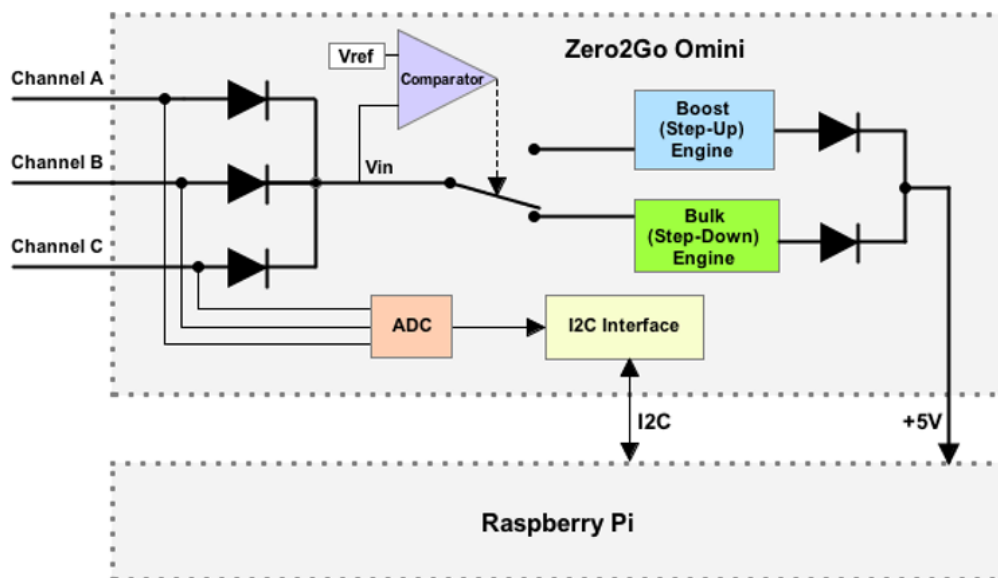 Zero2Go Omini
Vref
Comparator
Channel A
Boost
(Step-Up)
Engine
Channel B
Vin
Bulk
(Step-Down)
Engine
Channel C
ADC
I2C Interface
I2C
+5V
Raspberry Pi